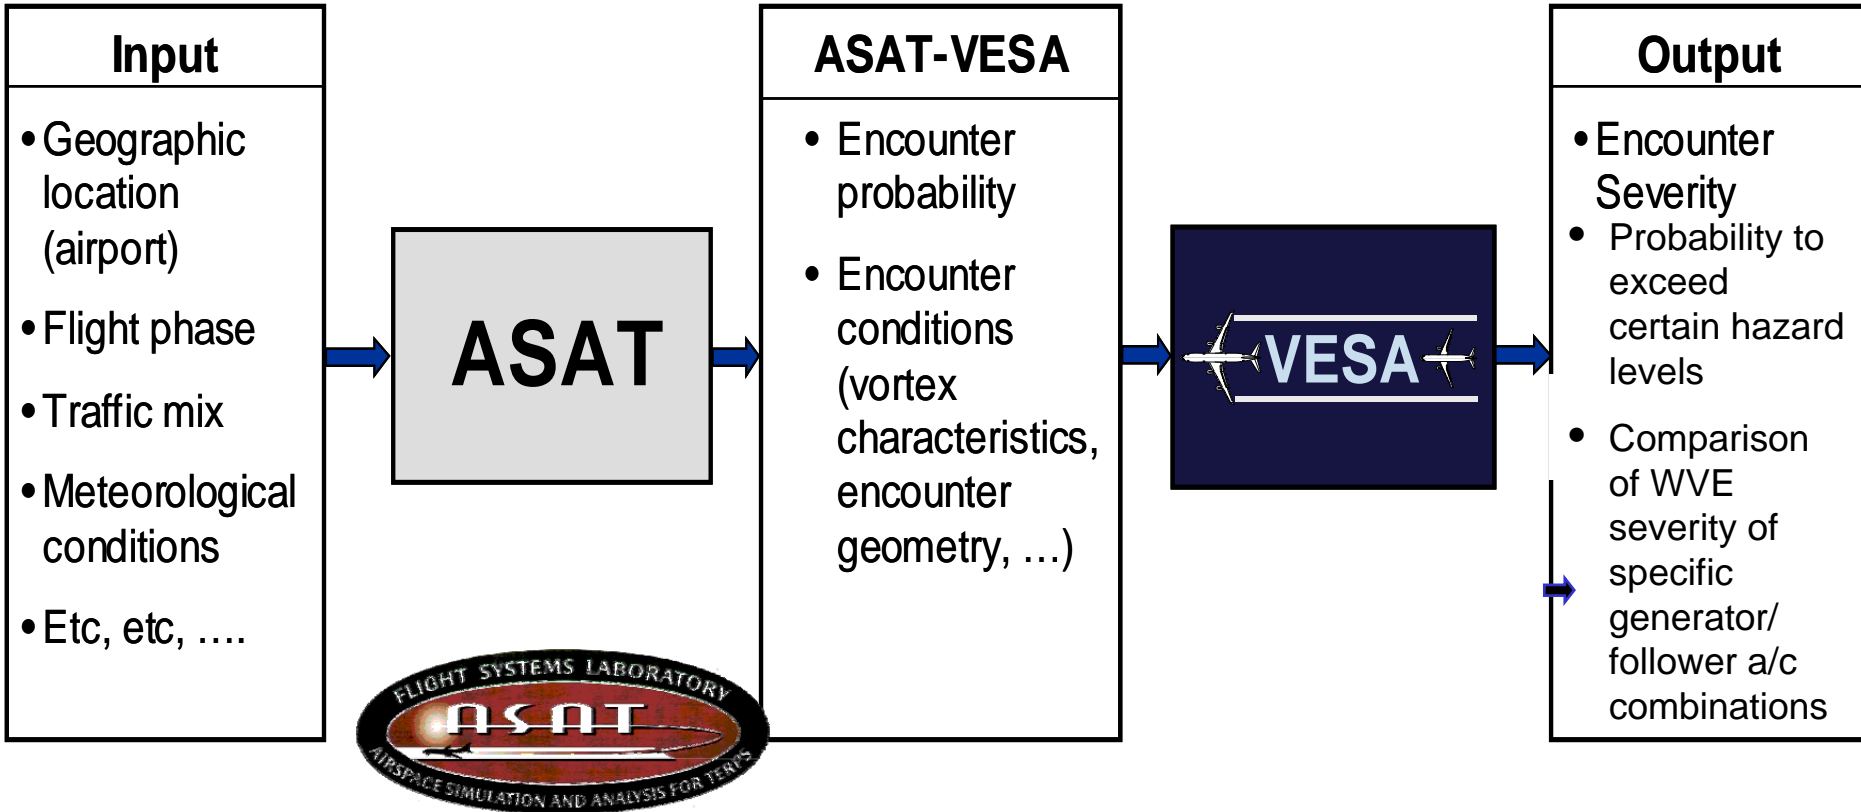 Input
•Geographic
location
(airport)
•Flight phase
•Traffic mix
•Meteorological
conditions
•Etc, etc, ....
ASAT
FLIGHT SYSTEMS LABORATORY
ASAT
AIRSPACE SIMULATION AND ANALYSIS FOR TERPS
ASAT-VESA
• Encounter
probability
• Encounter
conditions
(vortex
characteristics,
encounter
geometry, ...)
VESA
Output
•Encounter
Severity
• Probability to
exceed
certain hazard
levels
• Comparison
of WVE
severity of
specific
generator/
follower a/c
combinations